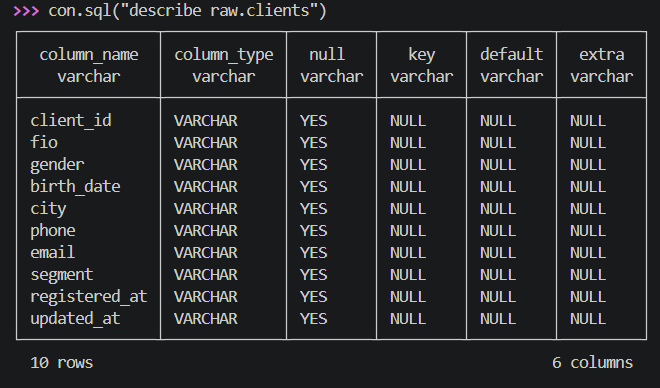 >>> con.sql("describe raw.clients")
column_name column_type null key default extra
varchar varchar varchar varchar varchar varchar
client_id VARCHAR YES NULL NULL NULL
fio VARCHAR YES NULL NULL NULL
gender VARCHAR YES NULL NULL NULL
birth_date VARCHAR YES NULL NULL NULL
city VARCHAR YES NULL NULL NULL
phone VARCHAR YES NULL NULL NULL
email VARCHAR YES NULL NULL NULL
segment VARCHAR YES NULL NULL NULL
registered_at VARCHAR YES NULL NULL NULL
updated_at VARCHAR YES NULL NULL NULL
10 rows 6 columns